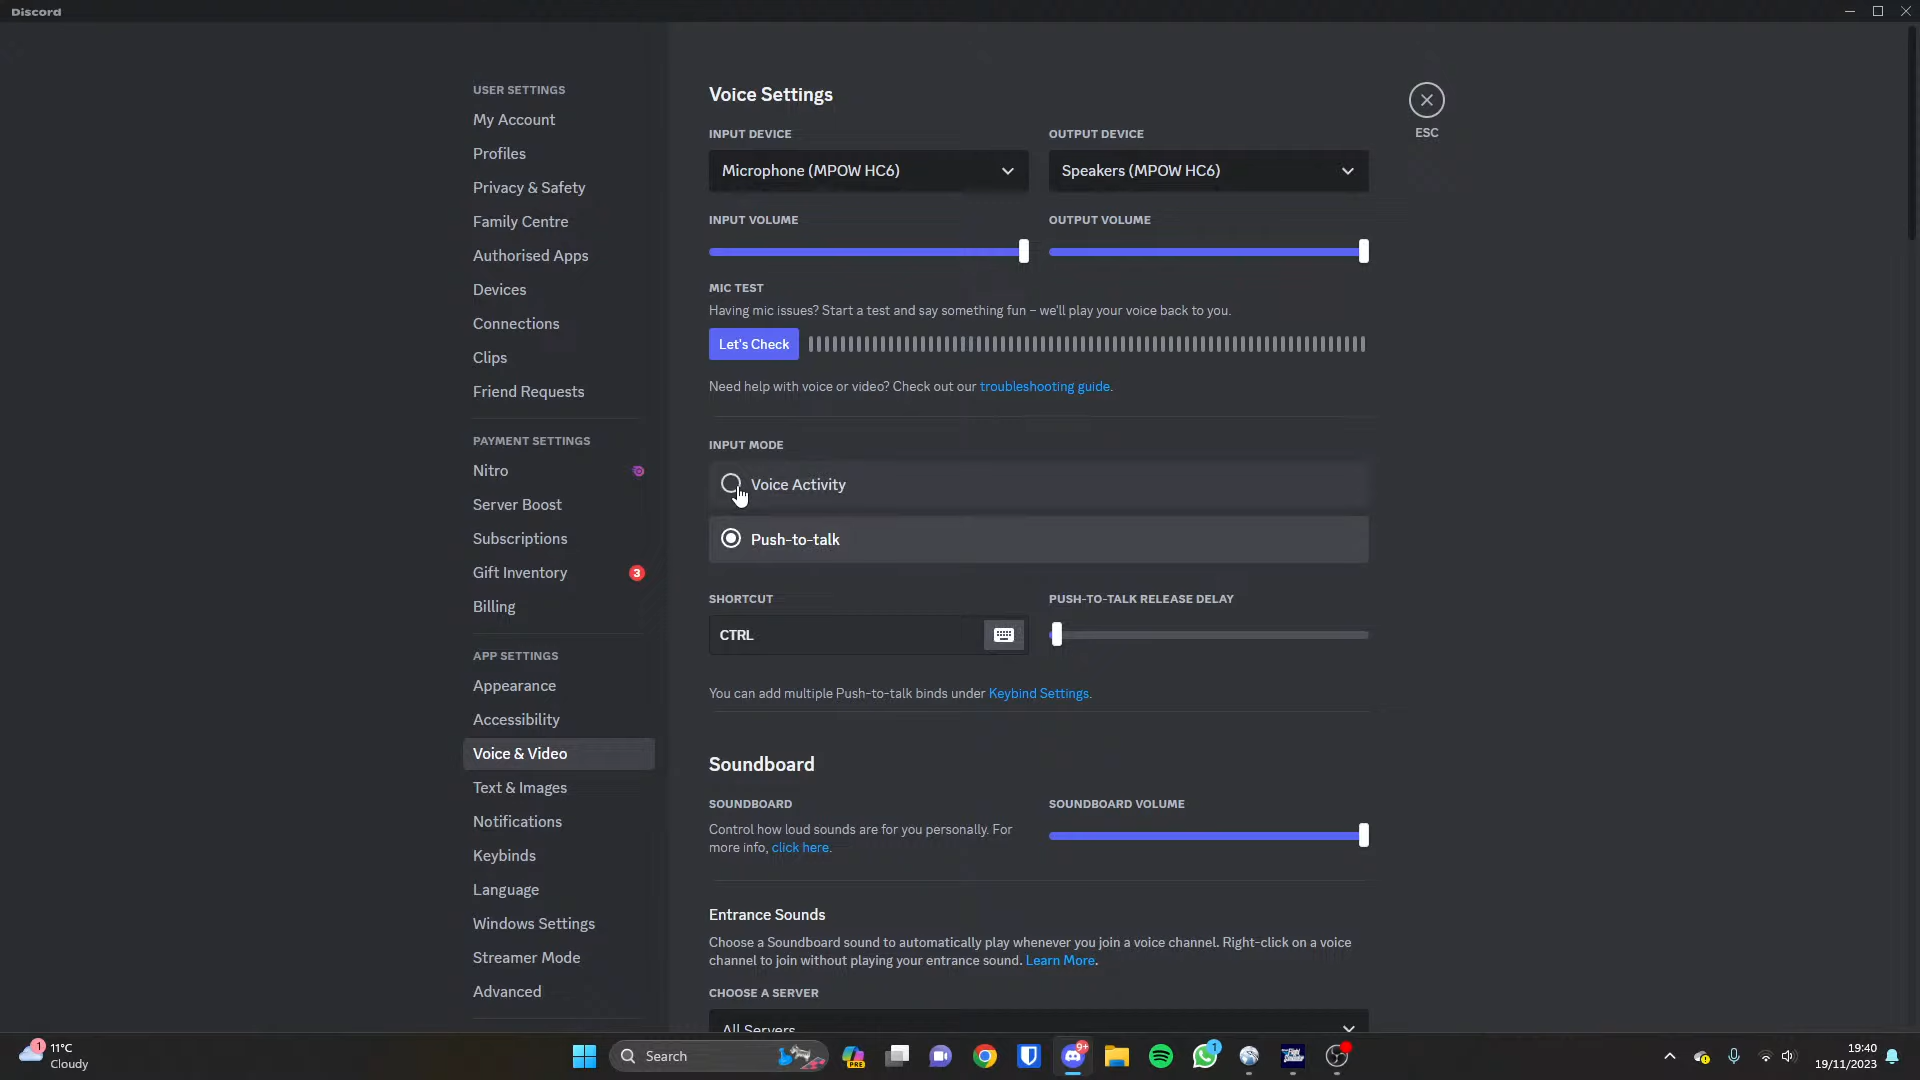 Discord
USER SETTINGS
My Account
Profiles
Privacy & Safety
Family Centre
Authorised Apps
Devices
Connections
Clips
Friend Requests
PAYMENT SETTINGS
Nitro
Server Boost
Subscriptions
Gift Inventory 3
Billing
APP SETTINGS
Appearance
Accessibility
Voice & Video
Text & Images
Notifications
Keybinds
Language
Windows Settings
Streamer Mode
Advanced
Voice Settings
INPUT DEVICE
Microphone (MPOW HC6)
OUTPUT DEVICE
Speakers (MPOW HC6)
INPUT VOLUME
OUTPUT VOLUME
MIC TEST
Having mic issues? Start a test and say something fun – we'll play your voice back to you.
Let's Check
Need help with voice or video? Check out our troubleshooting guide.
INPUT MODE
Voice Activity
Push-to-talk
SHORTCUT
CTRL
PUSH-TO-TALK RELEASE DELAY
You can add multiple Push-to-talk binds under Keybind Settings.
Soundboard
SOUNDBOARD
Control how loud sounds are for you personally. For
more info, click here.
SOUNDBOARD VOLUME
Entrance Sounds
Choose a Soundboard sound to automatically play whenever you join a voice channel. Right-click on a voice
channel to join without playing your entrance sound. Learn More.
CHOOSE A SERVER
All Servers
ESC
1
11°C
Cloudy
Search
PRE
9+
1
19:40
19/11/2023